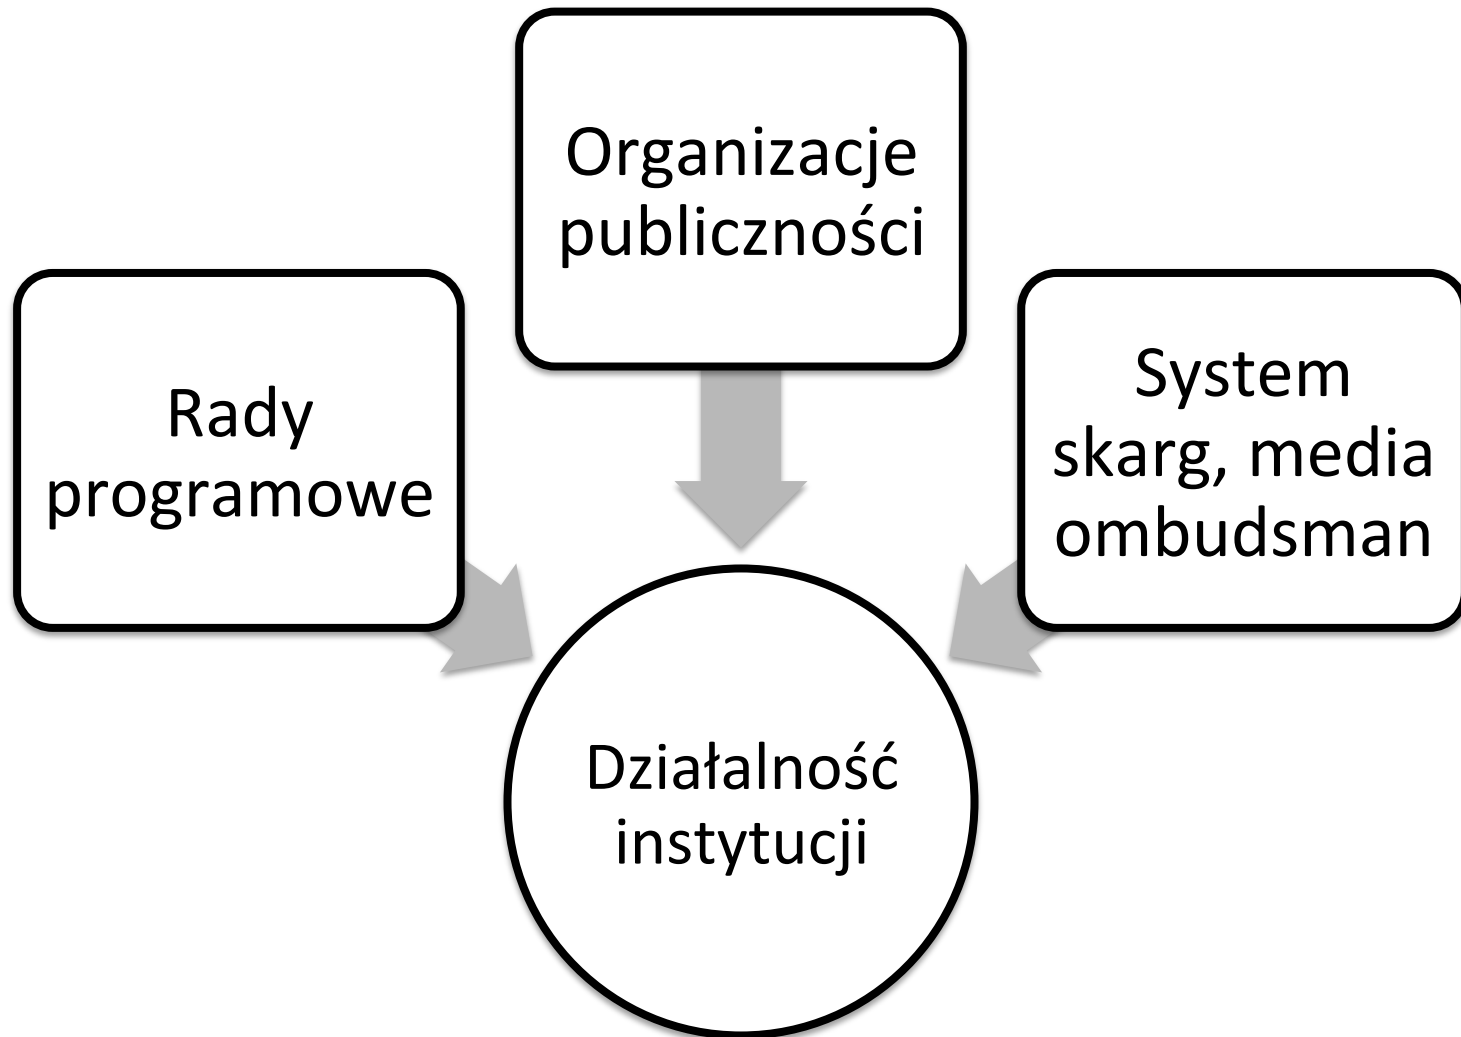 Organizacje
publiczności
Rady
programowe
System
skarg, media
ombudsman
Działalność
instytucji